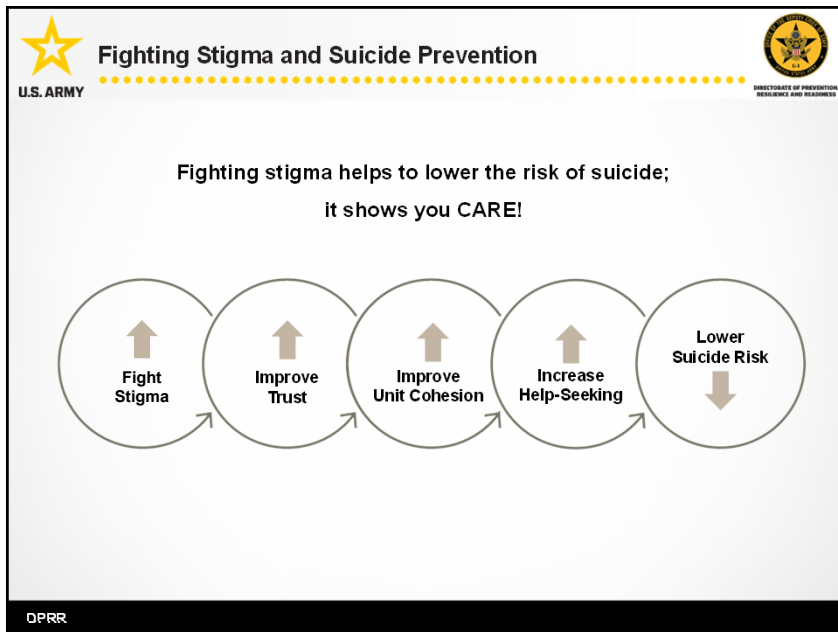 Fighting Stigma and Suicide Prevention
U.S. ARMY
DIRECTORATE OF PREVENTION,
RESILIENCE AND READINESS
Fighting stigma helps to lower the risk of suicide;
it shows you CARE!
Fight
Stigma
Improve
Trust
Improve
Unit Cohesion
Increase
Help-Seeking
Lower
Suicide Risk
DPRR